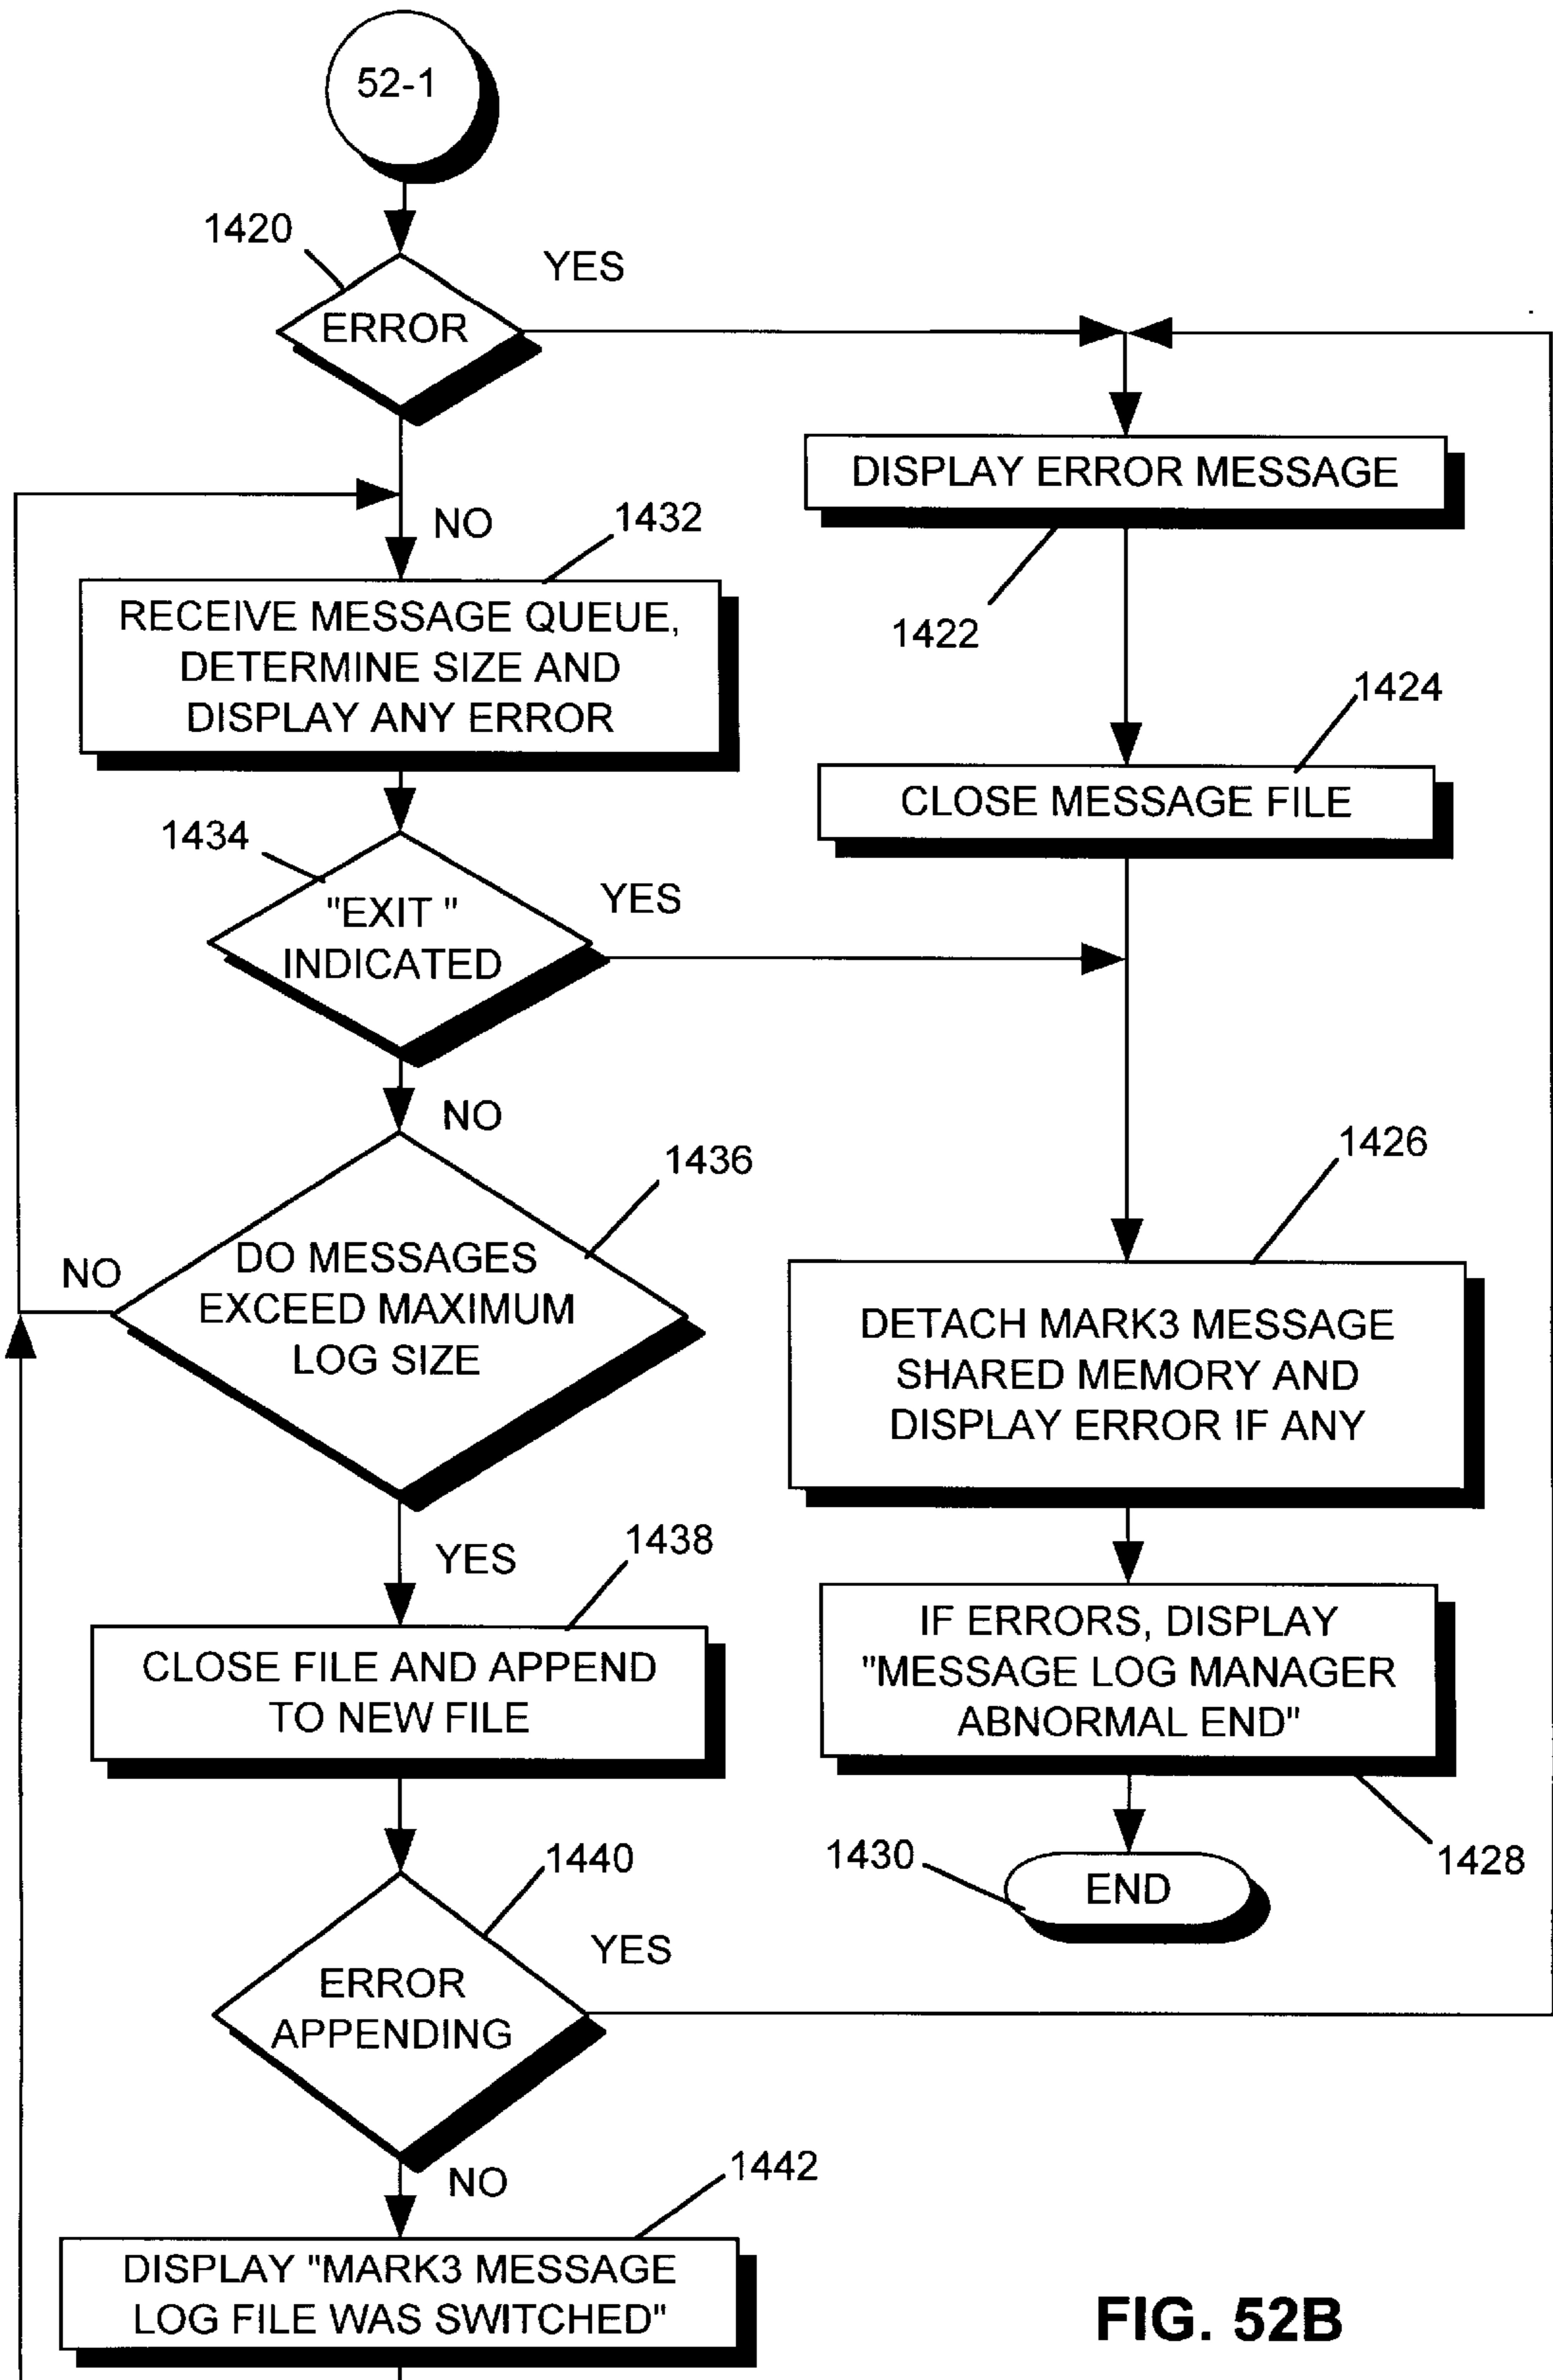 52-1
1420
YES
ERROR
DISPLAY ERROR MESSAGE
NO
1432
1422
RECEIVE MESSAGE QUEUE,
DETERMINE SIZE AND
DISPLAY ANY ERROR
1424
CLOSE MESSAGE FILE
1434
YES
"EXIT "
INDICATED
NO
1436
1426
NO
DO MESSAGES
EXCEED MAXIMUM
LOG SIZE
DETACH MARK3 MESSAGE
SHARED MEMORY AND
DISPLAY ERROR IF ANY
YES
1438
IF ERRORS, DISPLAY
"MESSAGE LOG MANAGER
ABNORMAL END"
CLOSE FILE AND APPEND
TO NEW FILE
1440
1430
END
1428
YES
ERROR
APPENDING
NO
1442
DISPLAY "MARK3 MESSAGE
LOG FILE WAS SWITCHED"
FIG. 52B